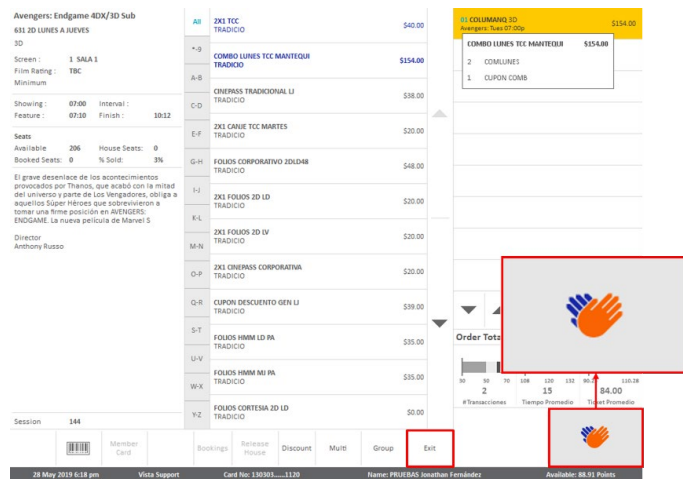 Avengers: Endgame 4DX/3D Sub
631 2D LUNES A JUEVES
3D
Screen : 1 SALA 1
Film Rating : TBC
Minimum
Showing : 07:00 Interval :
Feature : 07:10 Finish : 10:12
Seats
Available 206 House Seats: 0
Booked Seats: 0 % Sold: 3%
El grave desenlace de los acontecimientos
provocados por Thanos, que acabó con la mitad
del universo y parte de Los Vengadores, obliga a
aquellos Súper Héroes que sobrevivieron a
tomar una firme posición en AVENGERS:
ENDGAME. La nueva película de Marvel S
Director
Anthony Russo
Session 144
All
*-9
A-B
C-D
E-F
G-H
I-J
K-L
M-N
O-P
Q-R
S-T
U-V
W-X
Y-Z
2X1 TCC $40.00
TRADICIO
COMBO LUNES TCC MANTEQUI $154.00
TRADICIO
CINEPASS TRADICIONAL LJ $38.00
TRADICIO
2X1 CANJE TCC MARTES $20.00
TRADICIO
FOLIOS CORPORATIVO 2DLD48 $48.00
TRADICIO
2X1 FOLIOS 2D LD $20.00
TRADICIO
2X1 FOLIOS 2D LV $20.00
TRADICIO
2X1 CINEPASS CORPORATIVA $20.00
TRADICIO
CUPON DESCUENTO GEN LJ $39.00
TRADICIO
FOLIOS HMM LD PA $35.00
TRADICIO
FOLIOS HMM MJ PA $35.00
TRADICIO
FOLIOS CORTESIA 2D LD $0.00
TRADICIO
01 COLUMANQ 3D $154.00
Avengers: Tues 07:00p
COMBO LUNES TCC MANTEQUI $154.00
2 COMLUNES
1 CUPON COMB
Order Tota
30 50 70 108 120 132 90.28 110.28
2 15 84.00
#Transacciones Tiempo Promedio Ticket Promedio
Member
Card
Bookings
Release
House
Discount
Multi
Group
Exit
28 May 2019 6:18 pm Vista Support Card No: 130303......1120 Name: PRUEBAS Jonathan Fernández Available: 88.91 Points